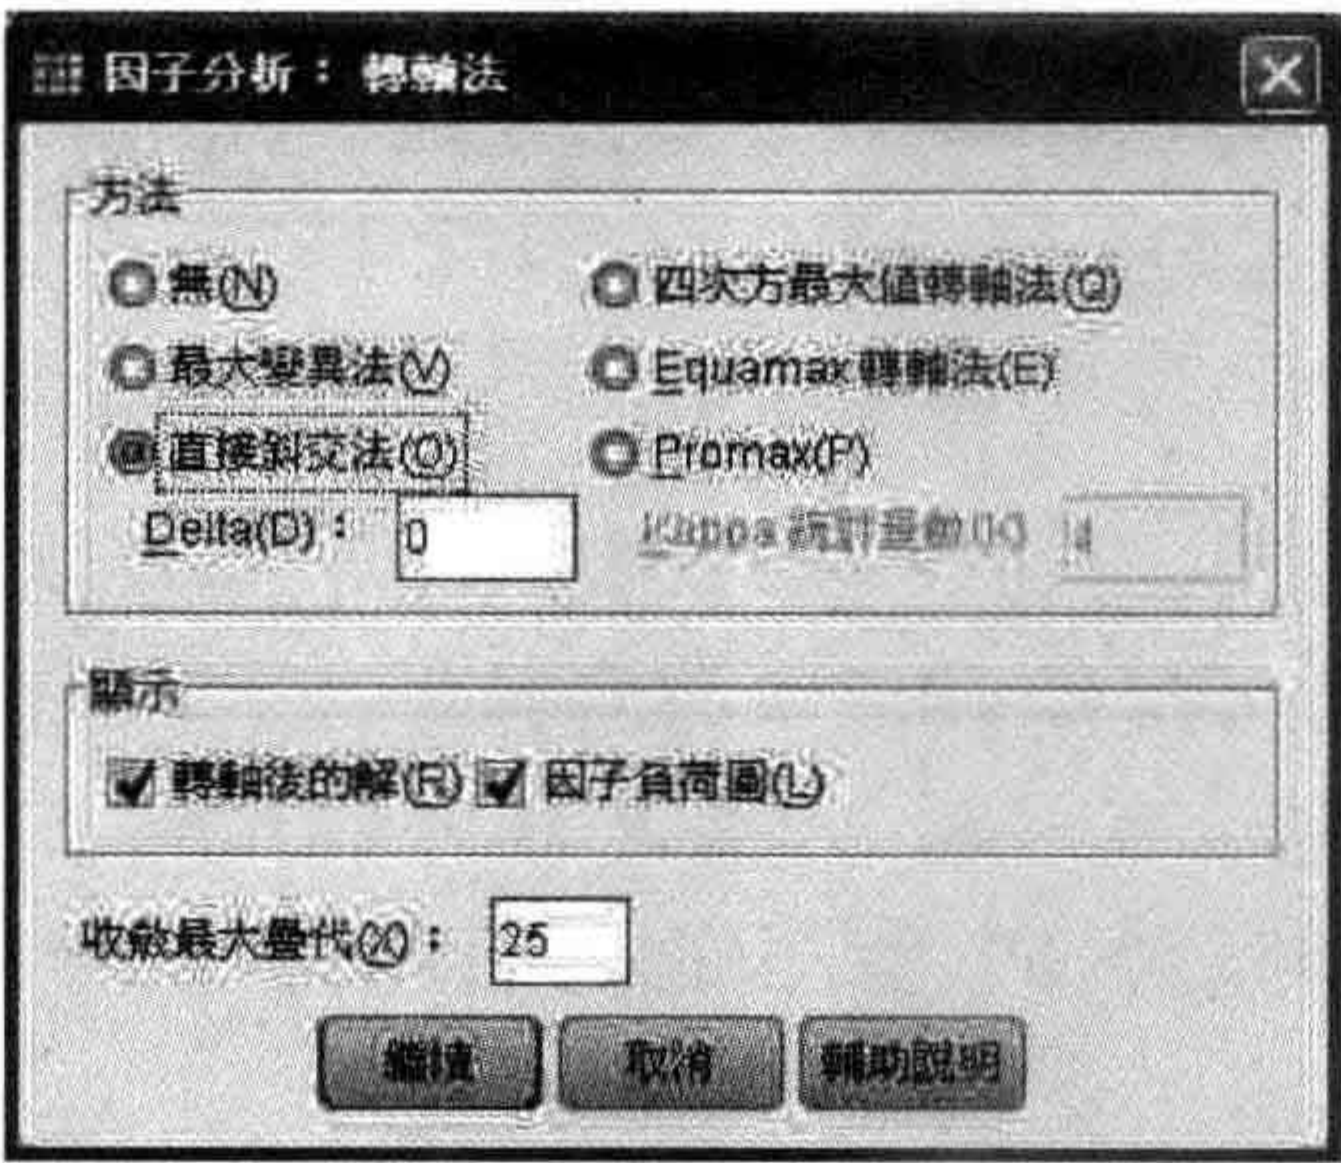 因子分析：轉軸法
方法
無(N)
四次方最大值轉軸法(Q)
最大變異法(V)
Equamax 轉軸法(E)
直接斜交法(O)
Promax(P)
Delta(D)： 0
Kappa 統計量數(K) 4
顯示
轉軸後的解(R) 因子負荷圖(L)
收斂最大疊代(X)： 25
繼續 取消 輔助說明